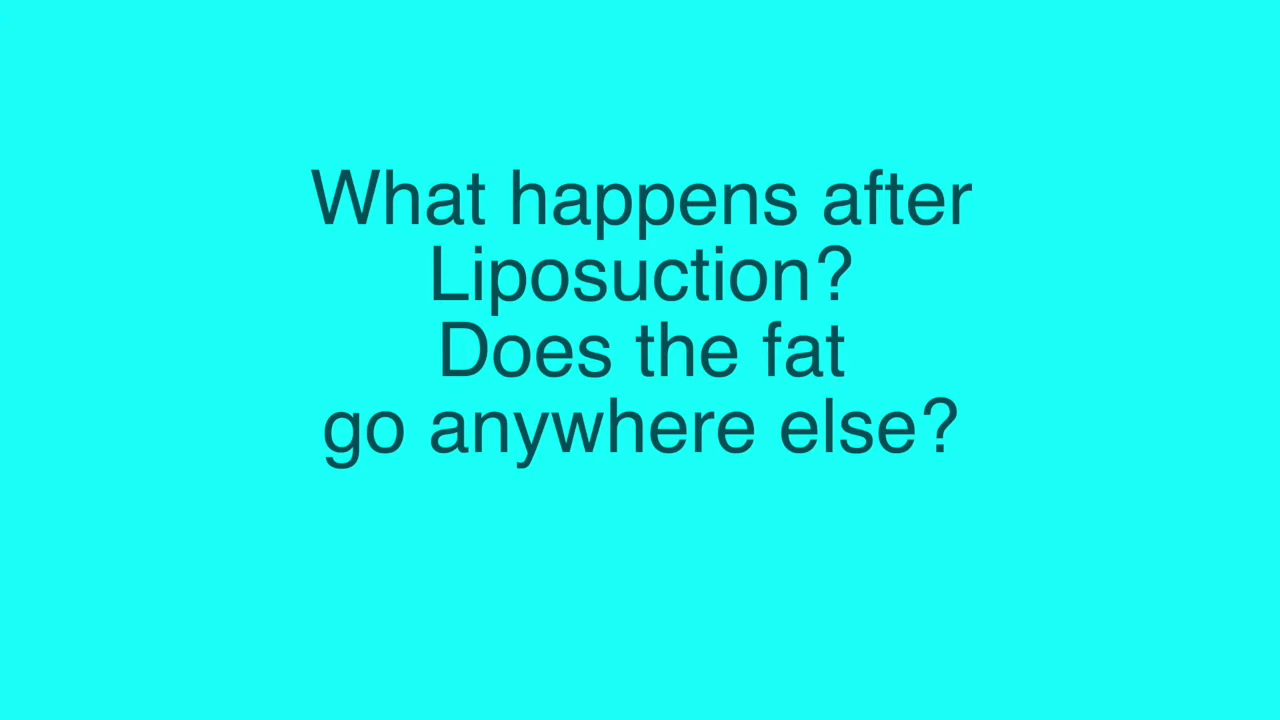 What happens after
Liposuction?
Does the fat
go anywhere else?